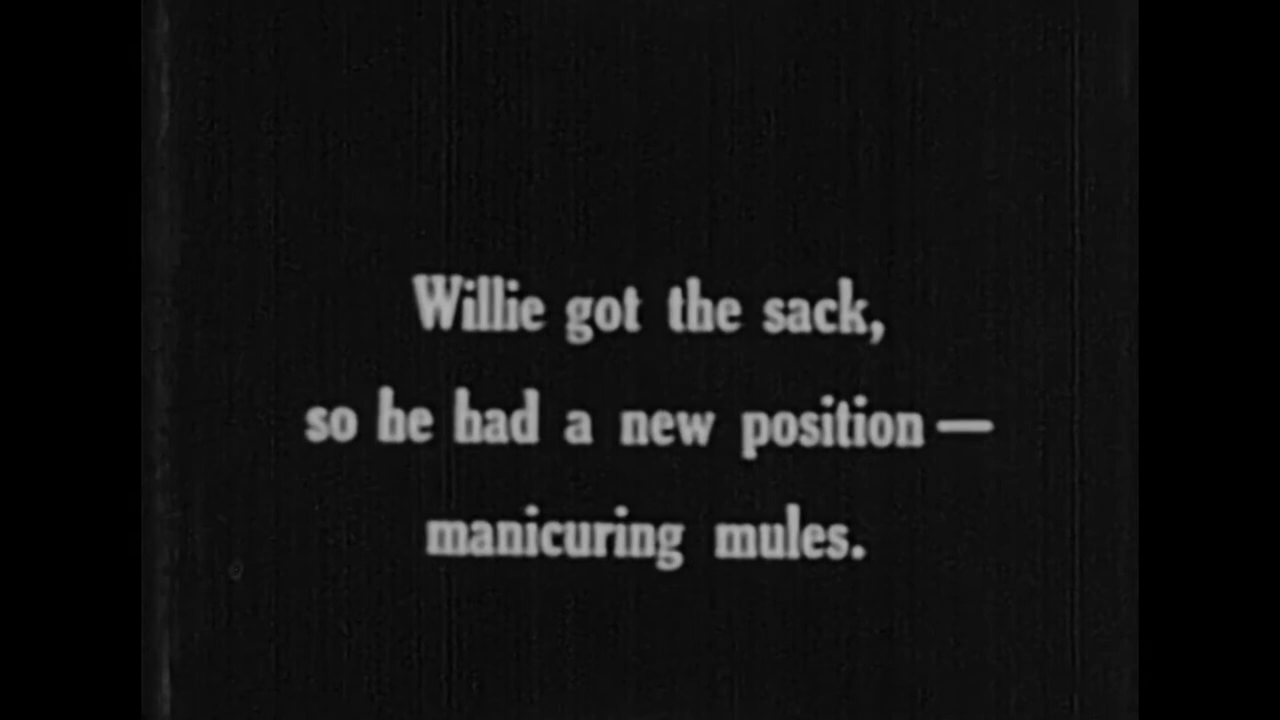 Willie got the sack,
so he had a new position—
manicuring mules.